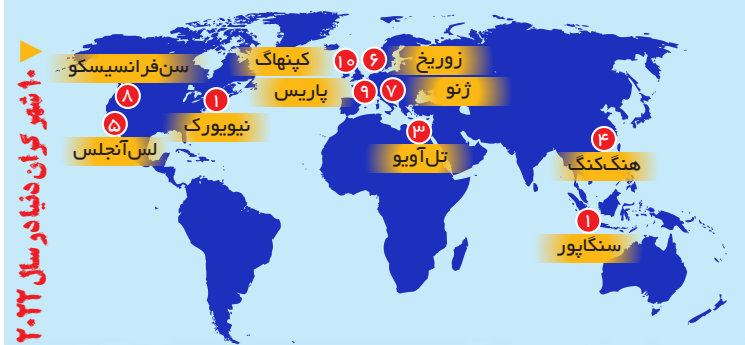 ۱۰ شهر گران دنیا در سال ۲۰۲۲
سن‌فرانسیسکو
۸
۵
لس‌آنجلس
۱
نیویورک
کپنهاگ
۱۰
۶
زوریخ
پاریس
۹
۷
ژنو
۳
تل‌آویو
۴
هنگ‌کنگ
۱
سنگاپور